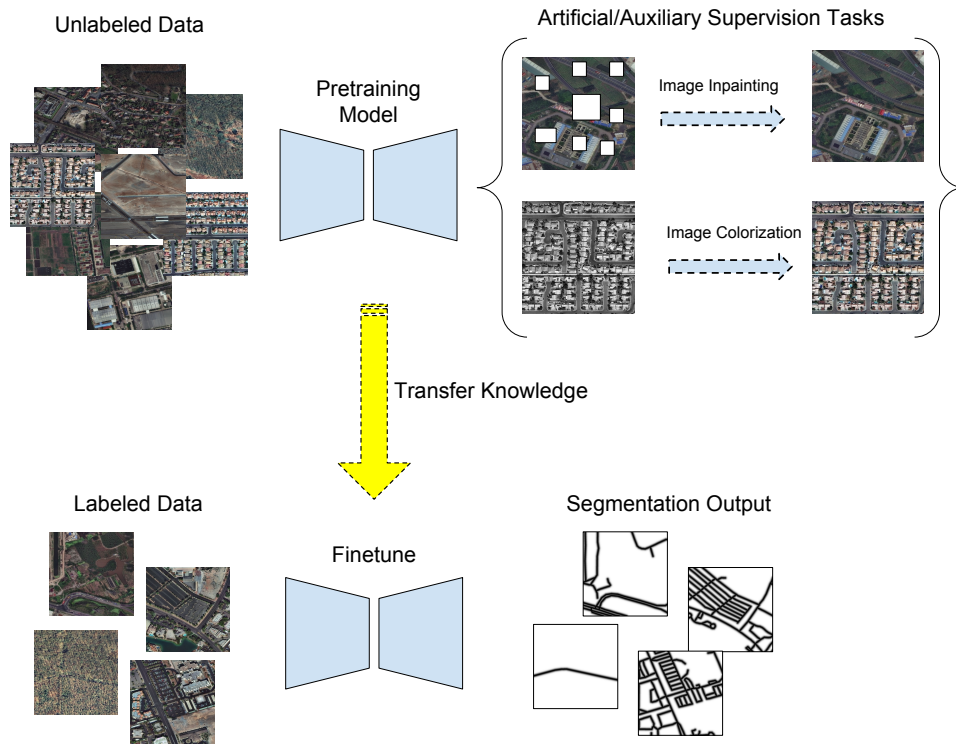 Unlabeled Data
Pretraining
Model
Artificial/Auxiliary Supervision Tasks
Image Inpainting
Image Colorization
Transfer Knowledge
Labeled Data
Finetune
Segmentation Output